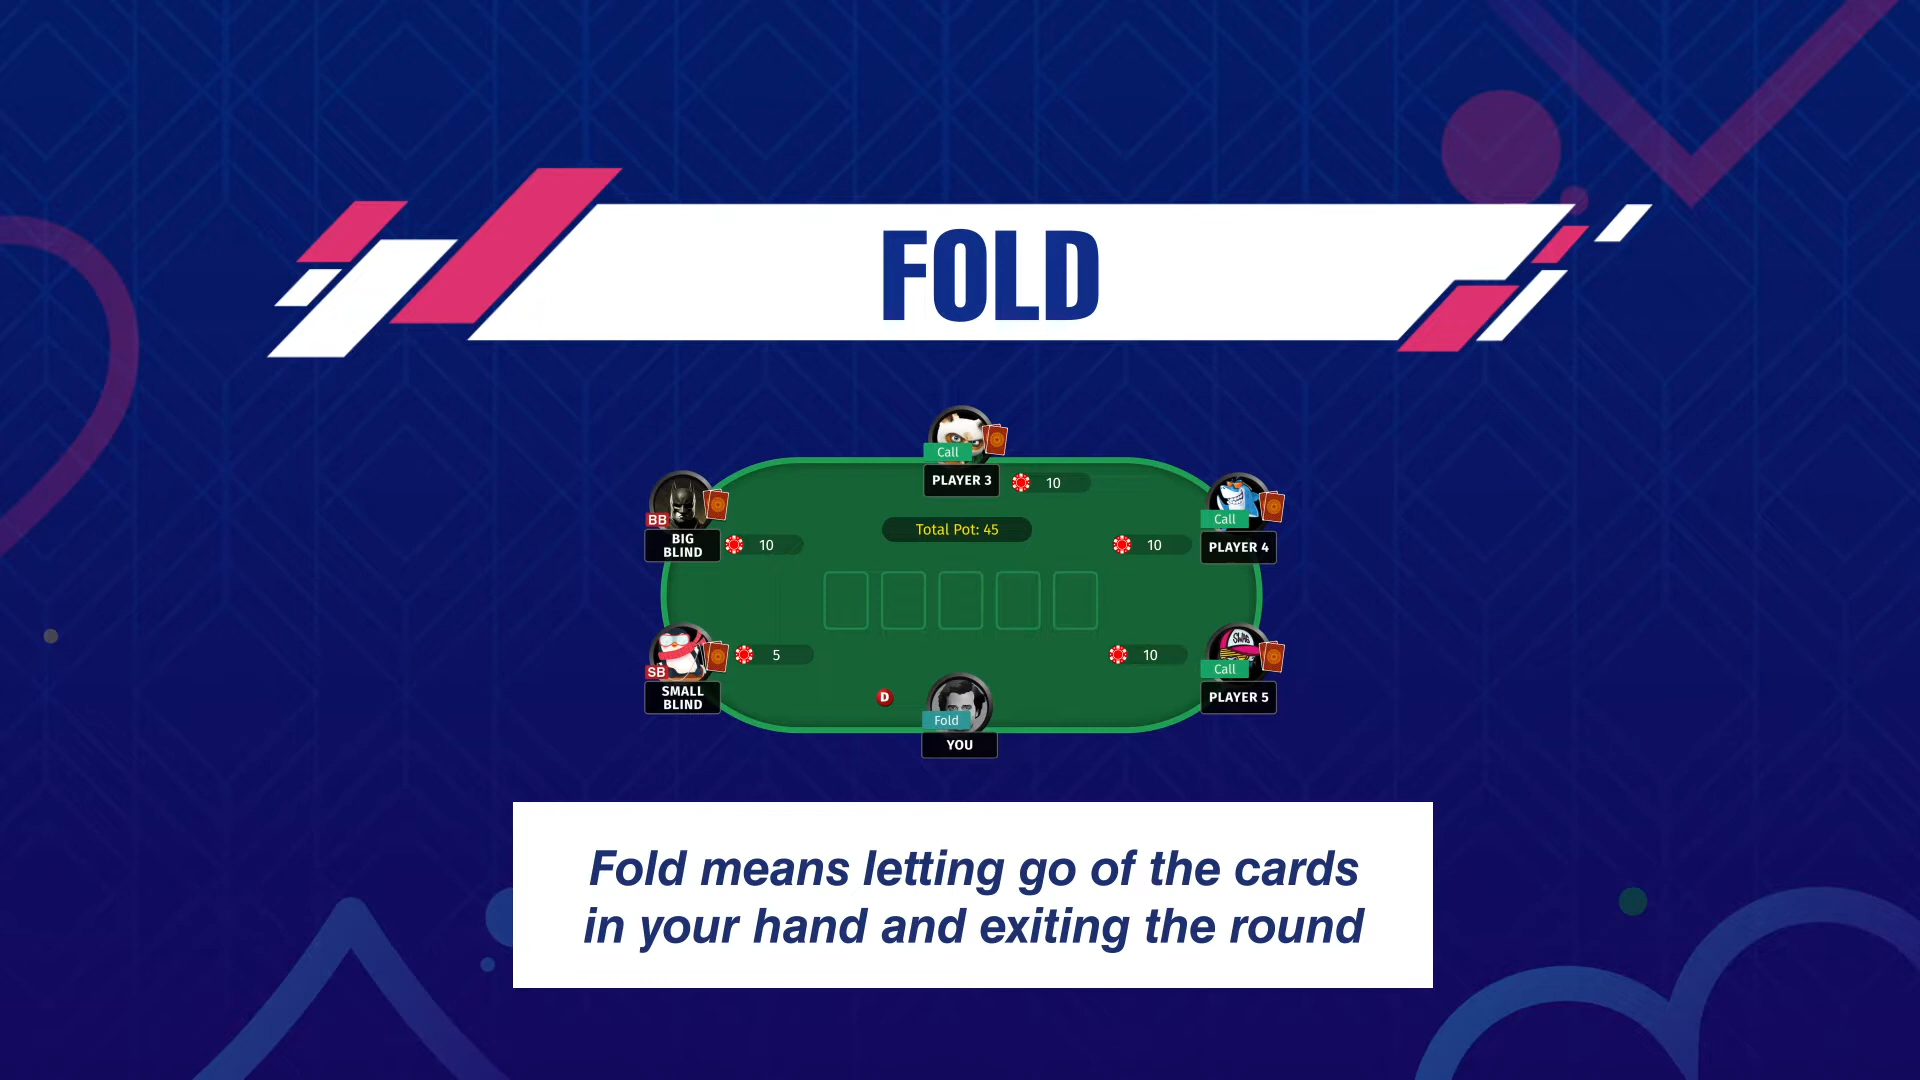 FOLD
Call
PLAYER 3
10
BB
BIG
BLIND
10
Total Pot: 45
Call
PLAYER 4
10
SB
SMALL
BLIND
5
D
Fold
YOU
SWAG
Call
PLAYER 5
10
Fold means letting go of the cards
in your hand and exiting the round